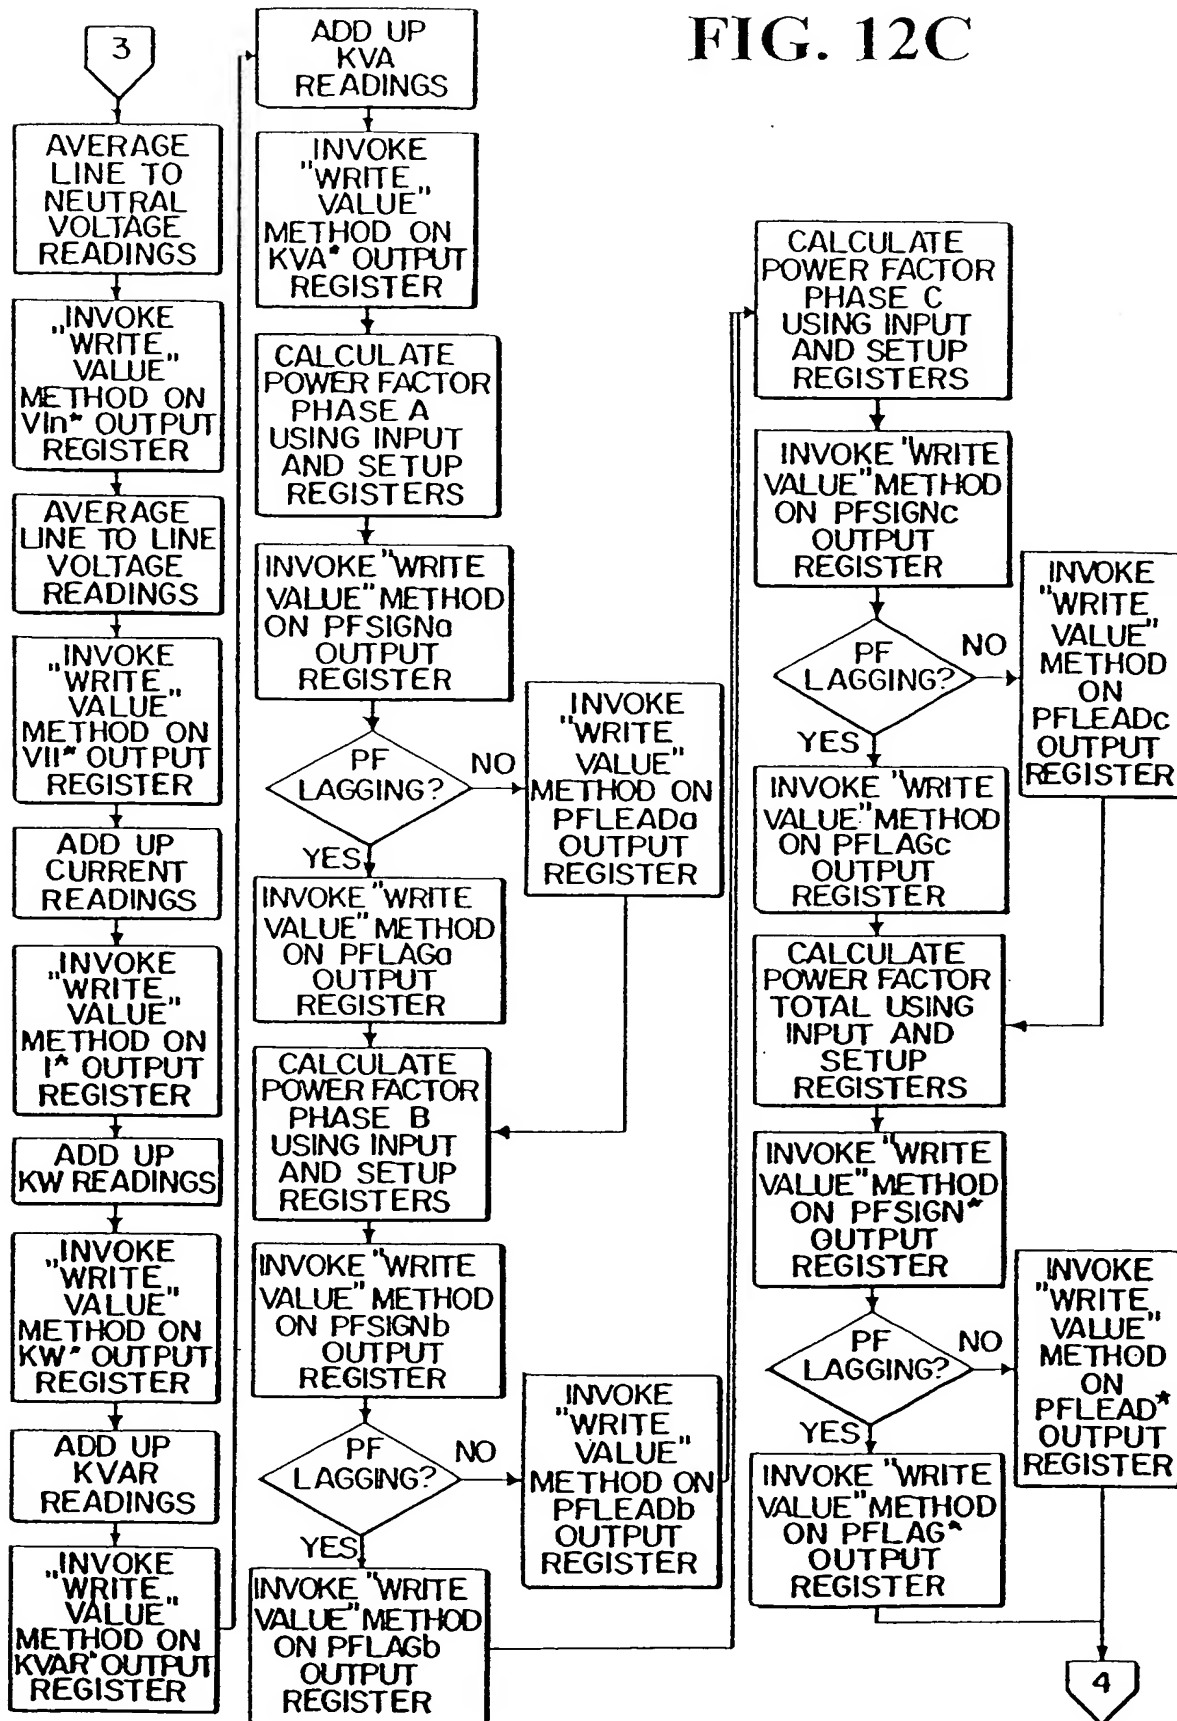 FIG. 12C
3
AVERAGE
LINE TO
NEUTRAL
VOLTAGE
READINGS
INVOKE
"WRITE
VALUE"
METHOD ON
Vln* OUTPUT
REGISTER
AVERAGE
LINE TO LINE
VOLTAGE
READINGS
INVOKE
"WRITE
VALUE"
METHOD ON
Vll* OUTPUT
REGISTER
ADD UP
CURRENT
READINGS
INVOKE
"WRITE
VALUE"
METHOD ON
I* OUTPUT
REGISTER
ADD UP
KW READINGS
INVOKE
"WRITE
VALUE"
METHOD ON
KW* OUTPUT
REGISTER
ADD UP
KVAR
READINGS
INVOKE
"WRITE
VALUE"
METHOD ON
KVAR* OUTPUT
REGISTER
ADD UP
KVA
READINGS
INVOKE
"WRITE
VALUE"
METHOD ON
KVA* OUTPUT
REGISTER
CALCULATE
POWER FACTOR
PHASE A
USING INPUT
AND SETUP
REGISTERS
INVOKE "WRITE
VALUE" METHOD
ON PFSIGNa
OUTPUT
REGISTER
PF
LAGGING?
NO
YES
INVOKE
"WRITE
VALUE"
METHOD ON
PFLEADa
OUTPUT
REGISTER
INVOKE "WRITE
VALUE" METHOD
ON PFLAGa
OUTPUT
REGISTER
CALCULATE
POWER FACTOR
PHASE B
USING INPUT
AND SETUP
REGISTERS
INVOKE "WRITE
VALUE" METHOD
ON PFSIGNb
OUTPUT
REGISTER
PF
LAGGING?
NO
YES
INVOKE
"WRITE
VALUE"
METHOD ON
PFLEADb
OUTPUT
REGISTER
INVOKE "WRITE
VALUE" METHOD
ON PFLAGb
OUTPUT
REGISTER
CALCULATE
POWER FACTOR
PHASE C
USING INPUT
AND SETUP
REGISTERS
INVOKE "WRITE
VALUE" METHOD
ON PFSIGNc
OUTPUT
REGISTER
PF
LAGGING?
NO
YES
INVOKE
"WRITE
VALUE"
METHOD
ON
PFLEADc
OUTPUT
REGISTER
INVOKE "WRITE
VALUE" METHOD
ON PFLAGc
OUTPUT
REGISTER
CALCULATE
POWER FACTOR
TOTAL USING
INPUT AND
SETUP
REGISTERS
INVOKE "WRITE
VALUE" METHOD
ON PFSIGN*
OUTPUT
REGISTER
PF
LAGGING?
NO
YES
INVOKE
"WRITE
VALUE"
METHOD
ON
PFLEAD*
OUTPUT
REGISTER
INVOKE "WRITE
VALUE" METHOD
ON PFLAG*
OUTPUT
REGISTER
4